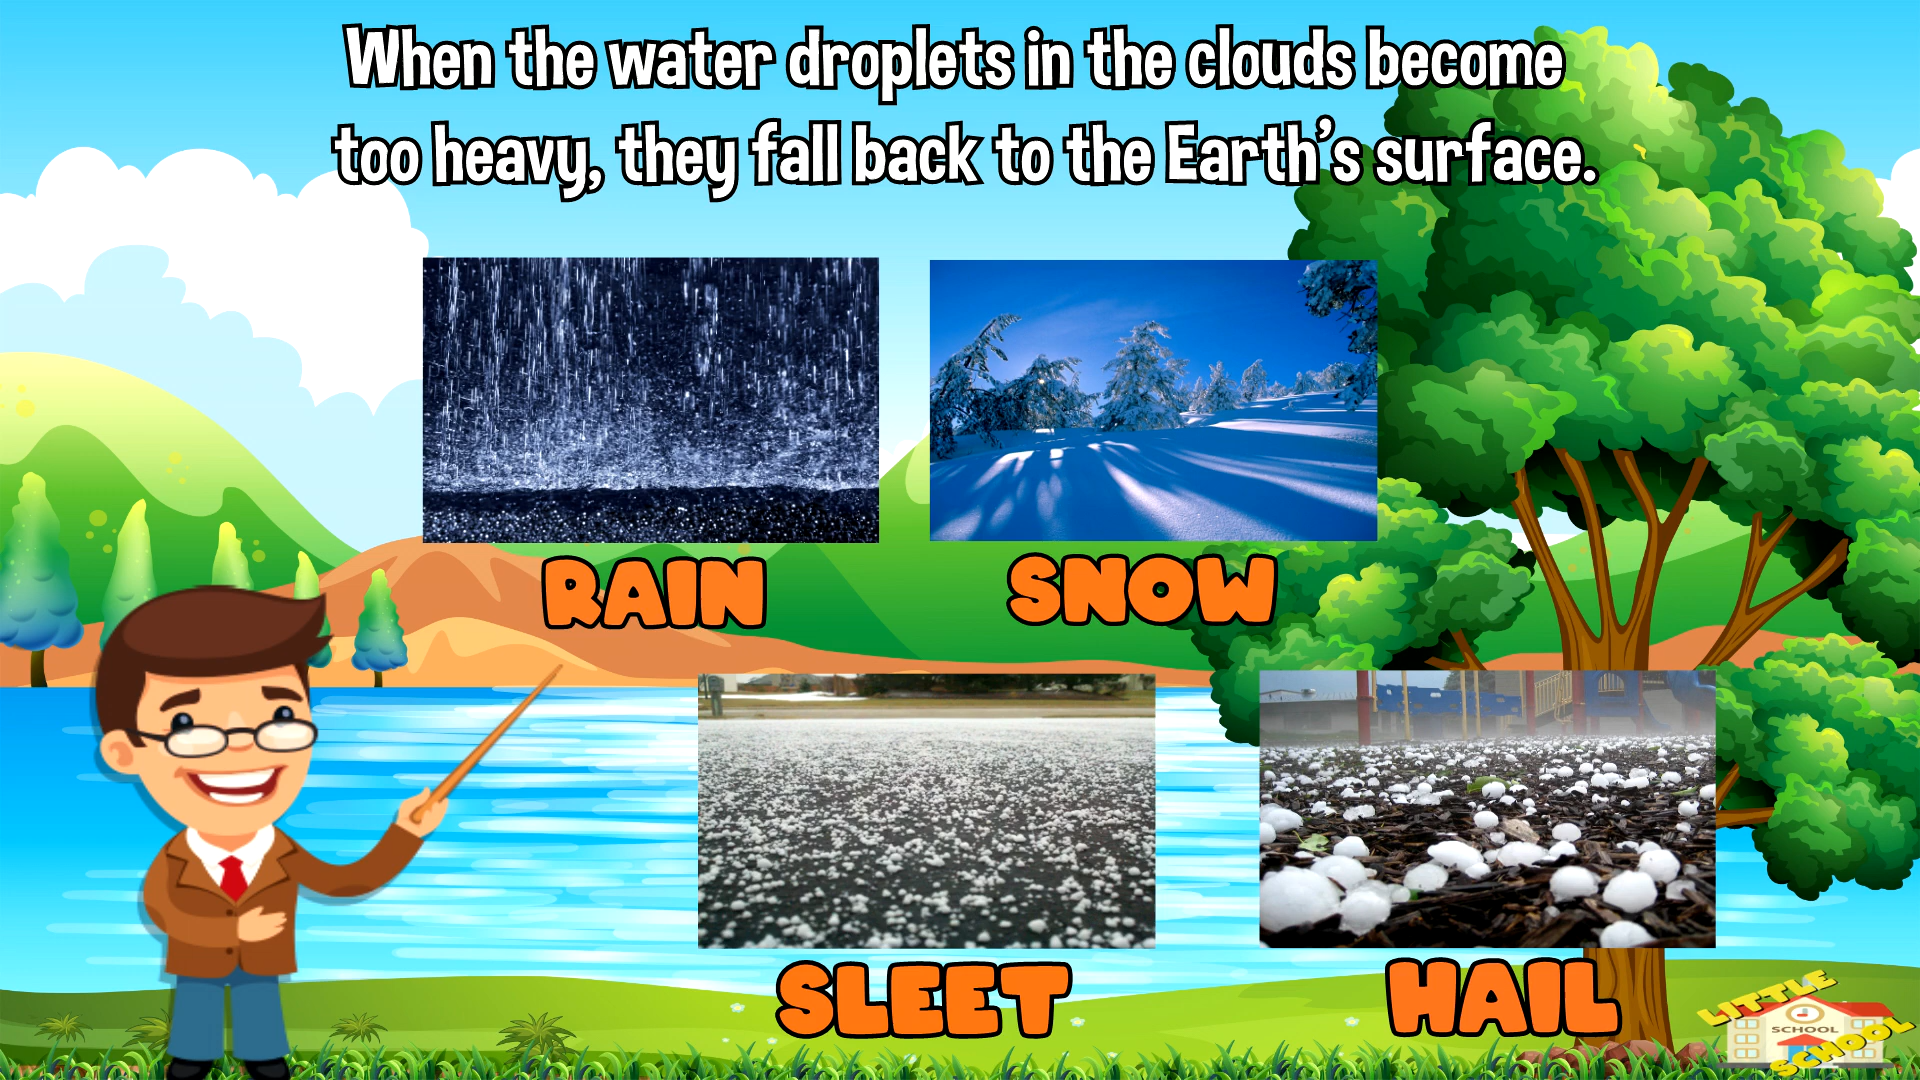 When the water droplets in the clouds become
too heavy, they fall back to the Earth's surface.
RAIN
SNOW
SLEET
HAIL
LITTLE
SCHOOL
SCHOOL